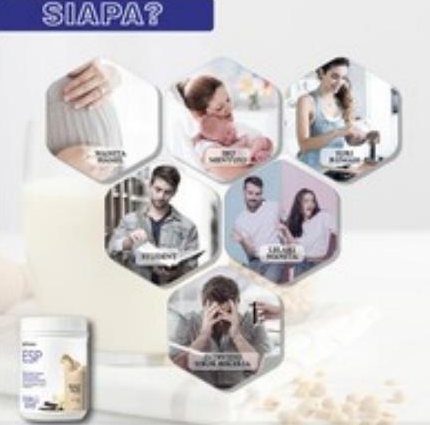 SIAPA?
WANITA
HAMIL
IBU
MENYUSU
SURI
RUMAH
STUDENT
LELAKI
WANITA
ESP